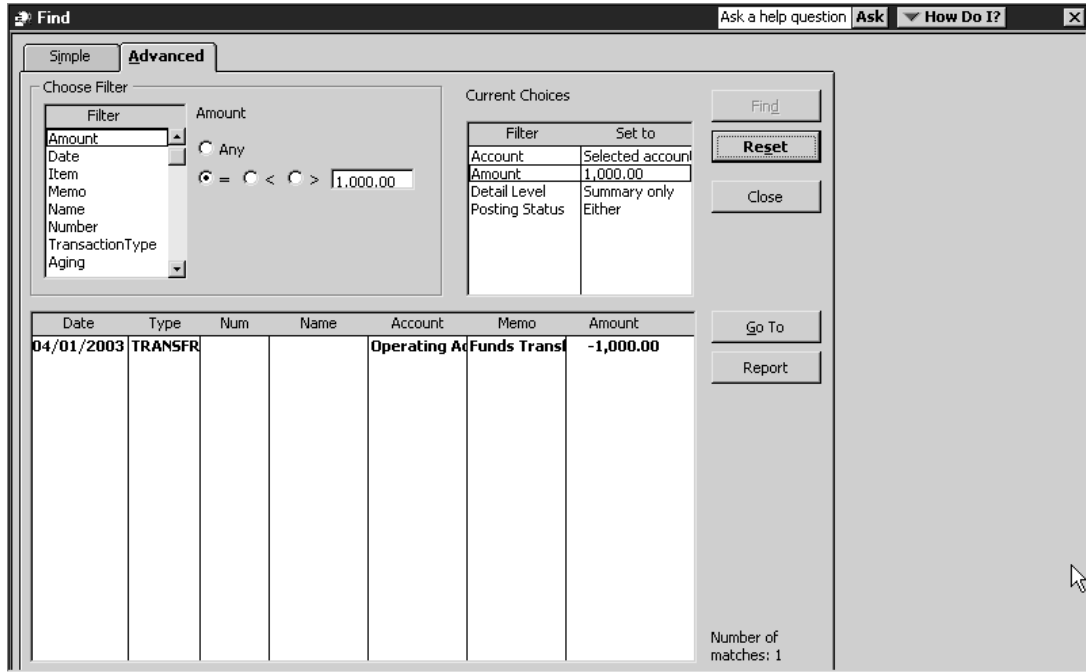 Find
Ask a help question Ask How Do I?
Simple Advanced
Choose Filter
Filter
Amount
Date
Item
Memo
Name
Number
TransactionType
Aging
Amount
Any
= < > 1,000.00
Current Choices
Filter Set to
Account Selected account
Amount 1,000.00
Detail Level Summary only
Posting Status Either
Find
Reset
Close
Date Type Num Name Account Memo Amount
04/01/2003 TRANSFR Operating Ac Funds Transf -1,000.00
Go To
Report
Number of
matches: 1